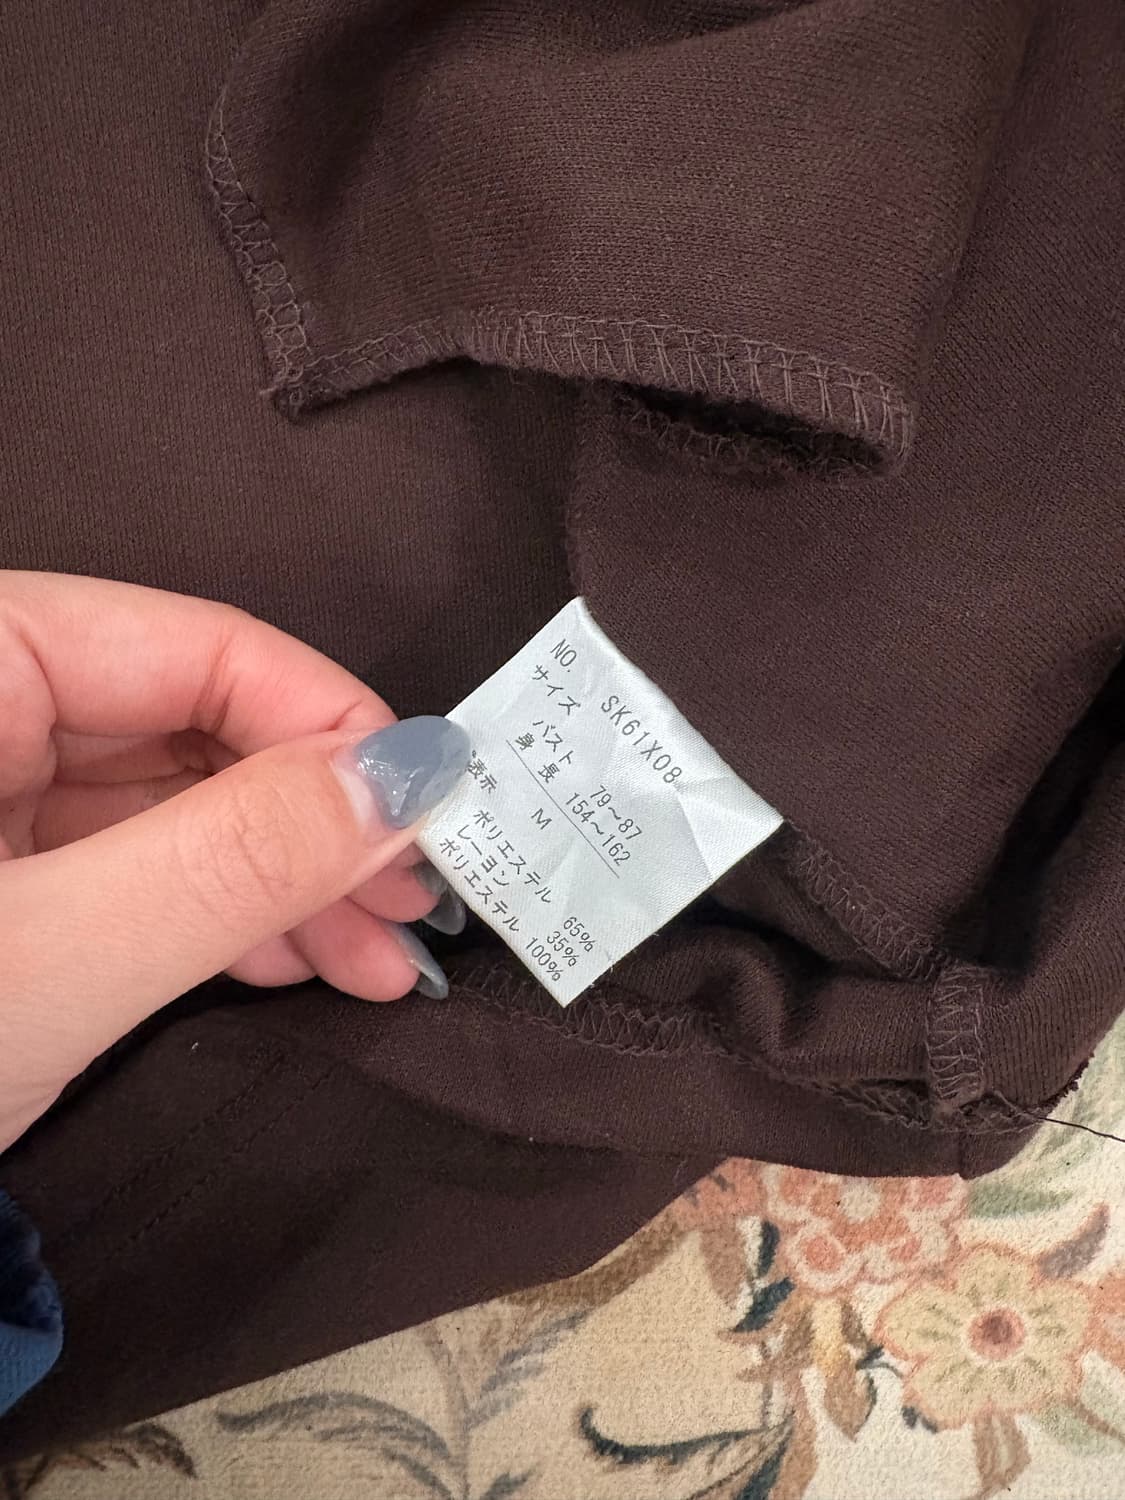 NO. SK61X08
サイズ
バスト 79～87
身長 154～162
表示 M
ポリエステル 65%
レーヨン 35%
ポリエステル 100%